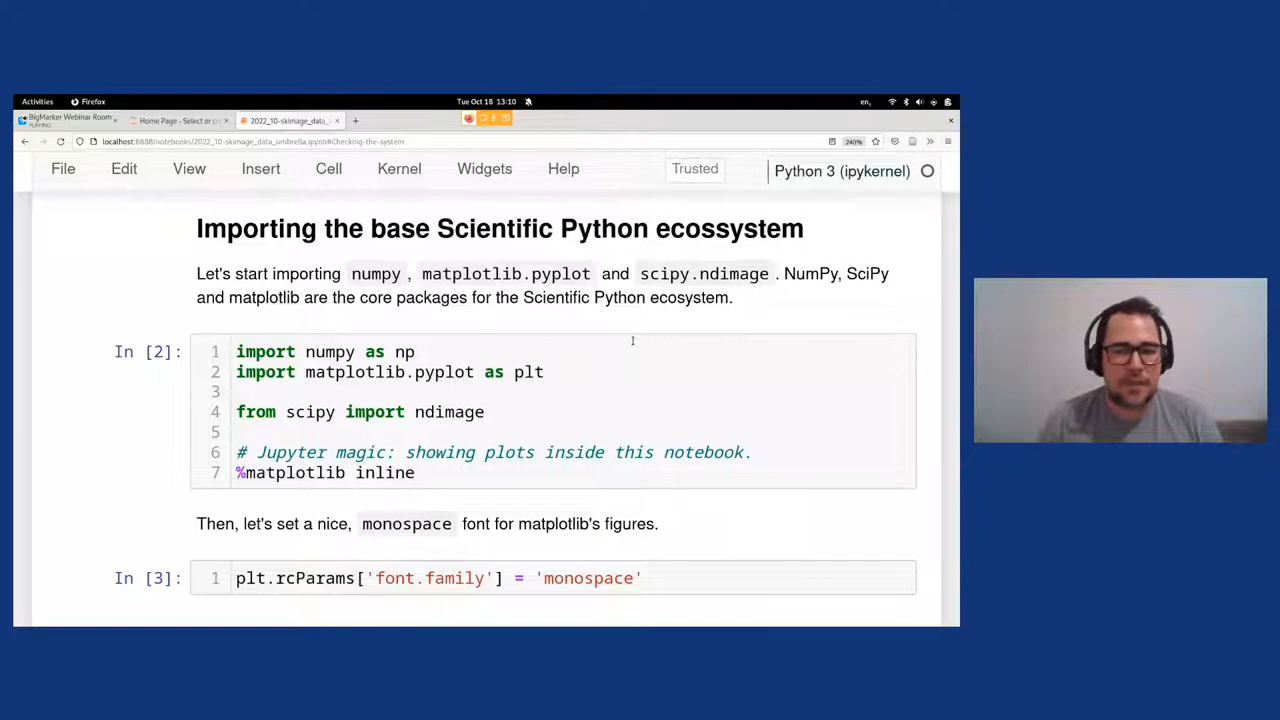 Activities Firefox Tue Oct 18 13:10 en,
BigMarker Webinar Room
PLAYING
Home Page - Select or cr
2022_10-skimage_data_
localhost:8888/notebooks/2022_10-skimage_data_umbrella.ipynb#Checking-the-system 240%
File Edit View Insert Cell Kernel Widgets Help Trusted Python 3 (ipykernel)
Importing the base Scientific Python ecossystem
Let's start importing numpy , matplotlib.pyplot and scipy.ndimage . NumPy, SciPy
and matplotlib are the core packages for the Scientific Python ecosystem.
In [2]: 1 import numpy as np
2 import matplotlib.pyplot as plt
3
4 from scipy import ndimage
5
6 # Jupyter magic: showing plots inside this notebook.
7 %matplotlib inline
Then, let's set a nice, monospace font for matplotlib's figures.
In [3]: 1 plt.rcParams['font.family'] = 'monospace'